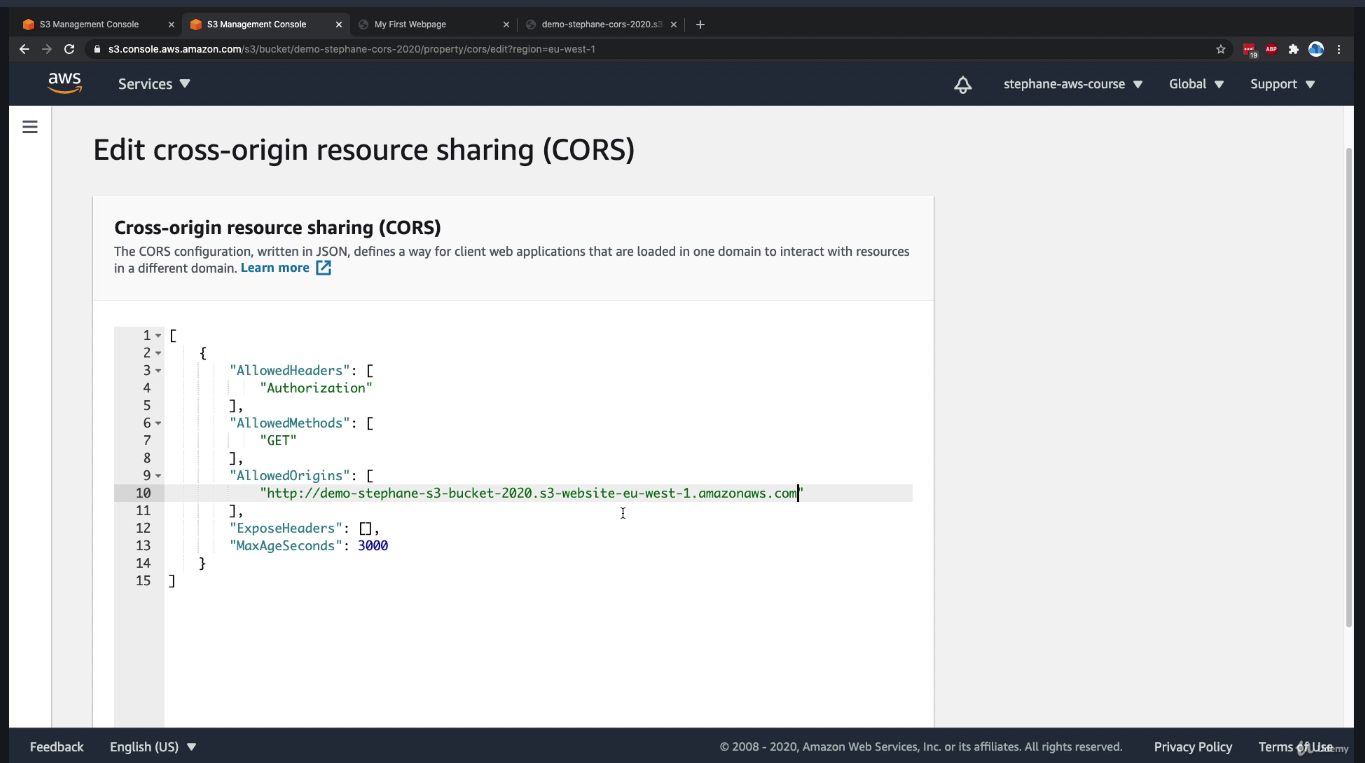 S3 Management Console
S3 Management Console
My First Webpage
demo-stephane-cors-2020.s3
s3.console.aws.amazon.com/s3/bucket/demo-stephane-cors-2020/property/cors/edit?region=eu-west-1
19
ABP
aws
Services
stephane-aws-course
Global
Support
Edit cross-origin resource sharing (CORS)
Cross-origin resource sharing (CORS)
The CORS configuration, written in JSON, defines a way for client web applications that are loaded in one domain to interact with resources
in a different domain. Learn more
1 [
2 {
3 "AllowedHeaders": [
4 "Authorization"
5 ],
6 "AllowedMethods": [
7 "GET"
8 ],
9 "AllowedOrigins": [
10 "http://demo-stephane-s3-bucket-2020.s3-website-eu-west-1.amazonaws.com"
11 ],
12 "ExposeHeaders": [],
13 "MaxAgeSeconds": 3000
14 }
15 ]
Feedback
English (US)
© 2008 - 2020, Amazon Web Services, Inc. or its affiliates. All rights reserved.
Privacy Policy
Terms of Use
Udemy